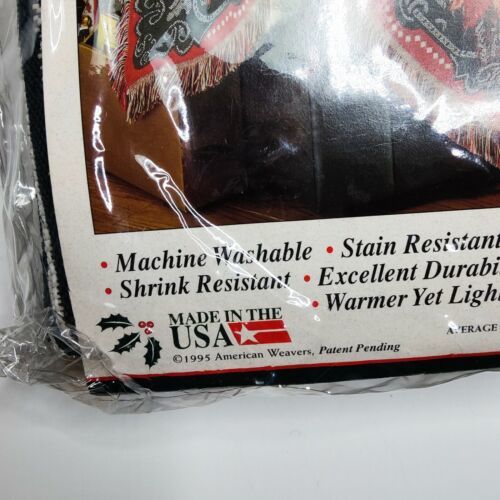 • Machine Washable • Stain Resistant
• Shrink Resistant • Excellent Durabi
• Warmer Yet Ligh
MADE IN THE
USA
AVERAGE
©1995 American Weavers, Patent Pending